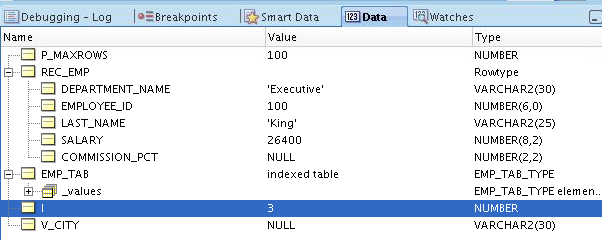 Debugging – Log Breakpoints Smart Data Data Watches
Name Value Type
P_MAXROWS 100 NUMBER
REC_EMP Rowtype
DEPARTMENT_NAME 'Executive' VARCHAR2(30)
EMPLOYEE_ID 100 NUMBER(6,0)
LAST_NAME 'King' VARCHAR2(25)
SALARY 26400 NUMBER(8,2)
COMMISSION_PCT NULL NUMBER(2,2)
EMP_TAB indexed table EMP_TAB_TYPE
_values EMP_TAB_TYPE elemen...
I 3 NUMBER
V_CITY NULL VARCHAR2(30)